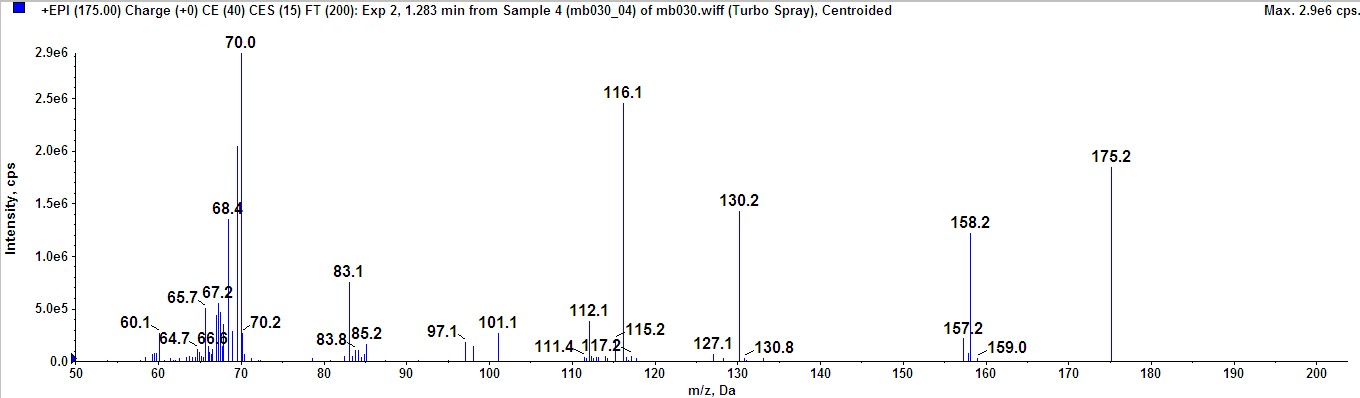 +EPI (175.00) Charge (+0) CE (40) CES (15) FT (200): Exp 2, 1.283 min from Sample 4 (mb030_04) of mb030.wiff (Turbo Spray), Centroided Max. 2.9e6 cps.
70.0
2.9e6
2.5e6
116.1
2.0e6
175.2
Intensity, cps
1.5e6
68.4
130.2
158.2
1.0e6
83.1
5.0e5
65.7
67.2
60.1
70.2
112.1
64.7
66.6
83.8
85.2
97.1
101.1
115.2
111.4
117.2
127.1
130.8
157.2
159.0
0.0
50 60 70 80 90 100 110 120 130 140 150 160 170 180 190 200
m/z, Da